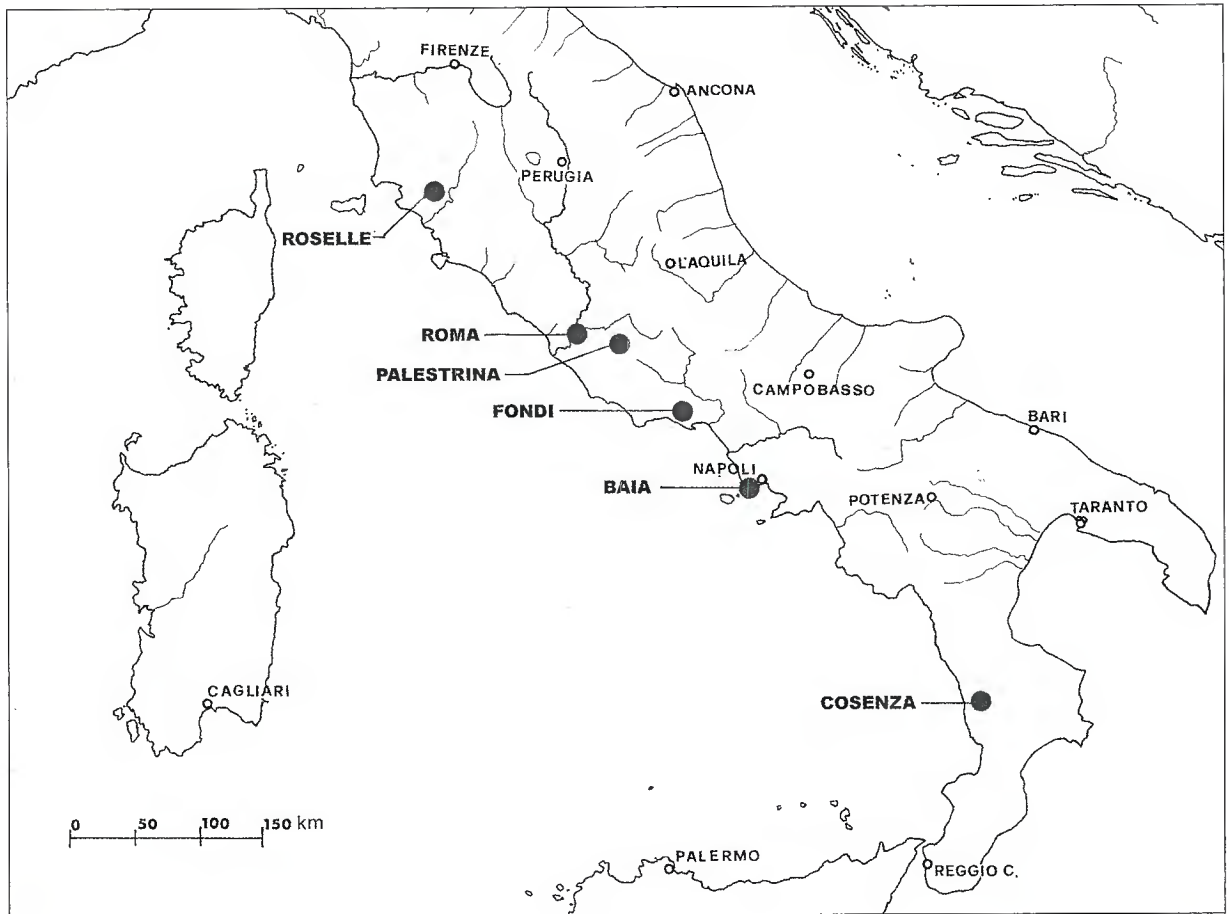 FIRENZE
ANCONA
PERUGIA
ROSELLE
L'AQUILA
ROMA
PALESTRINA
CAMPOBASSO
FONDI
BARI
NAPOLI
BAIA
POTENZA
TARANTO
CAGLIARI
COSENZA
0 50 100 150 km
PALERMO
REGGIO C.